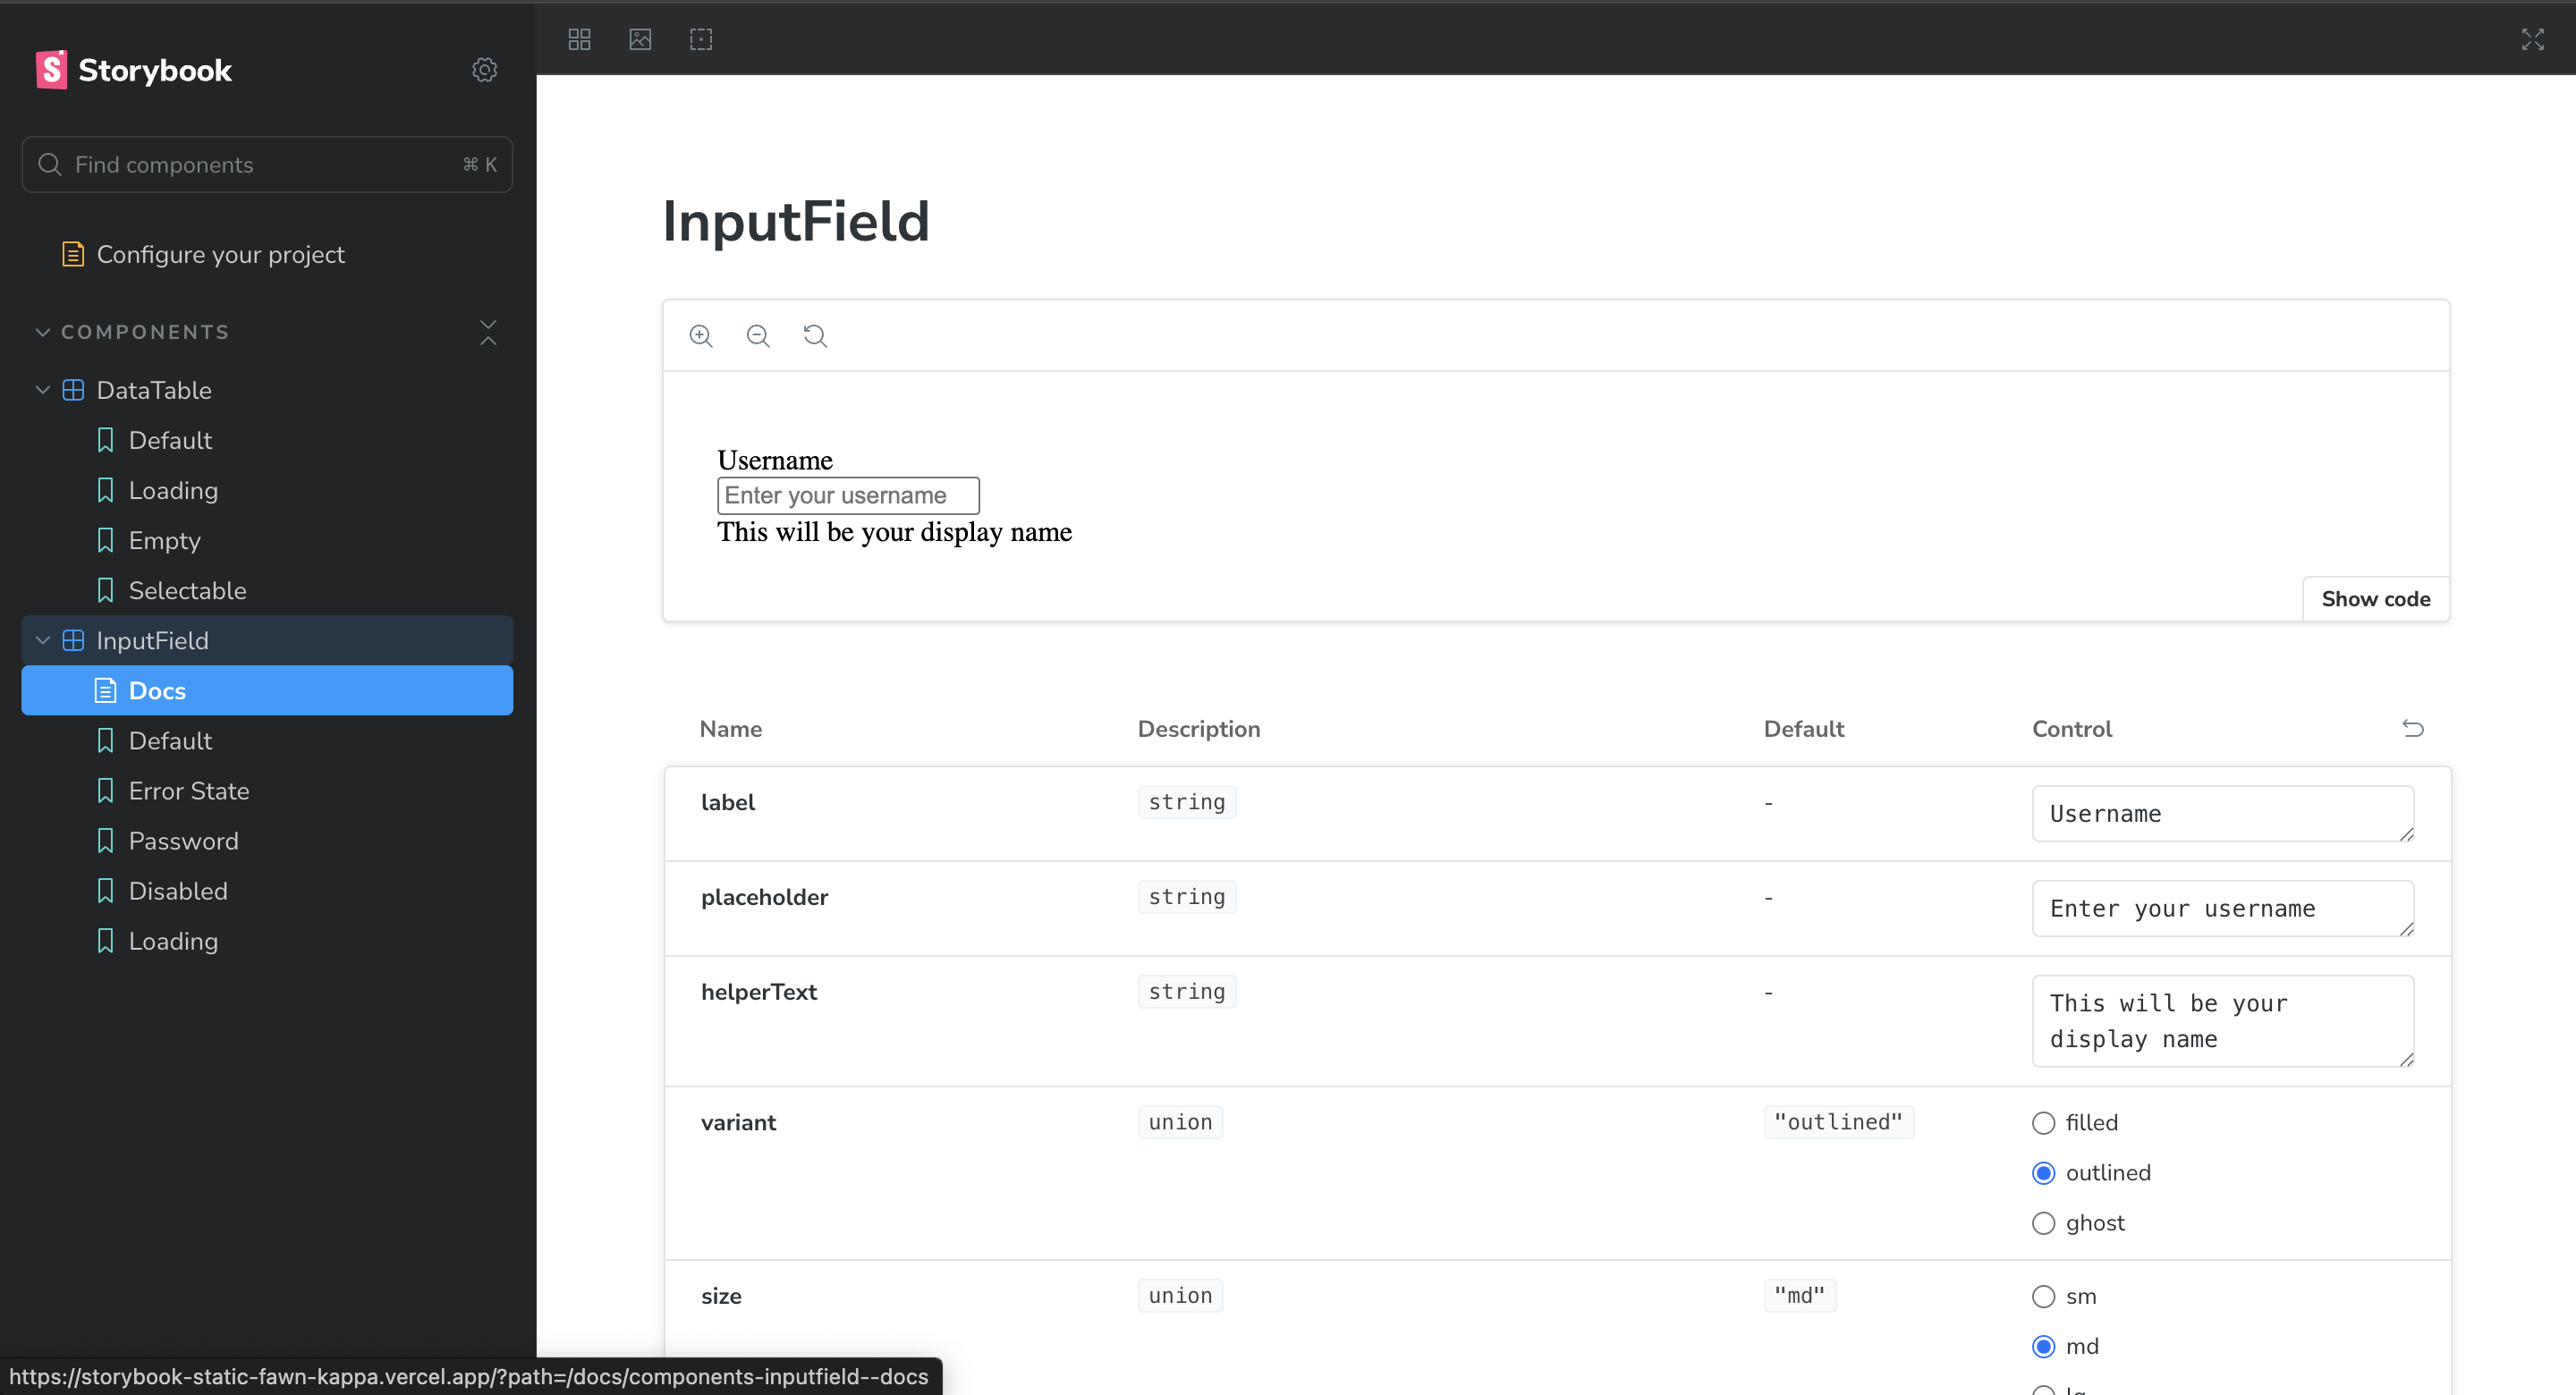 Storybook
Find components ⌘ K
Configure your project
COMPONENTS
DataTable
Default
Loading
Empty
Selectable
InputField
Docs
Default
Error State
Password
Disabled
Loading
InputField
Username
Enter your username
This will be your display name
Show code
Name Description Default Control
label string - Username
placeholder string - Enter your username
helperText string - This will be your
display name
variant union "outlined" filled
outlined
ghost
size union "md" sm
md
https://storybook-static-fawn-kappa.vercel.app/?path=/docs/components-inputfield--docs